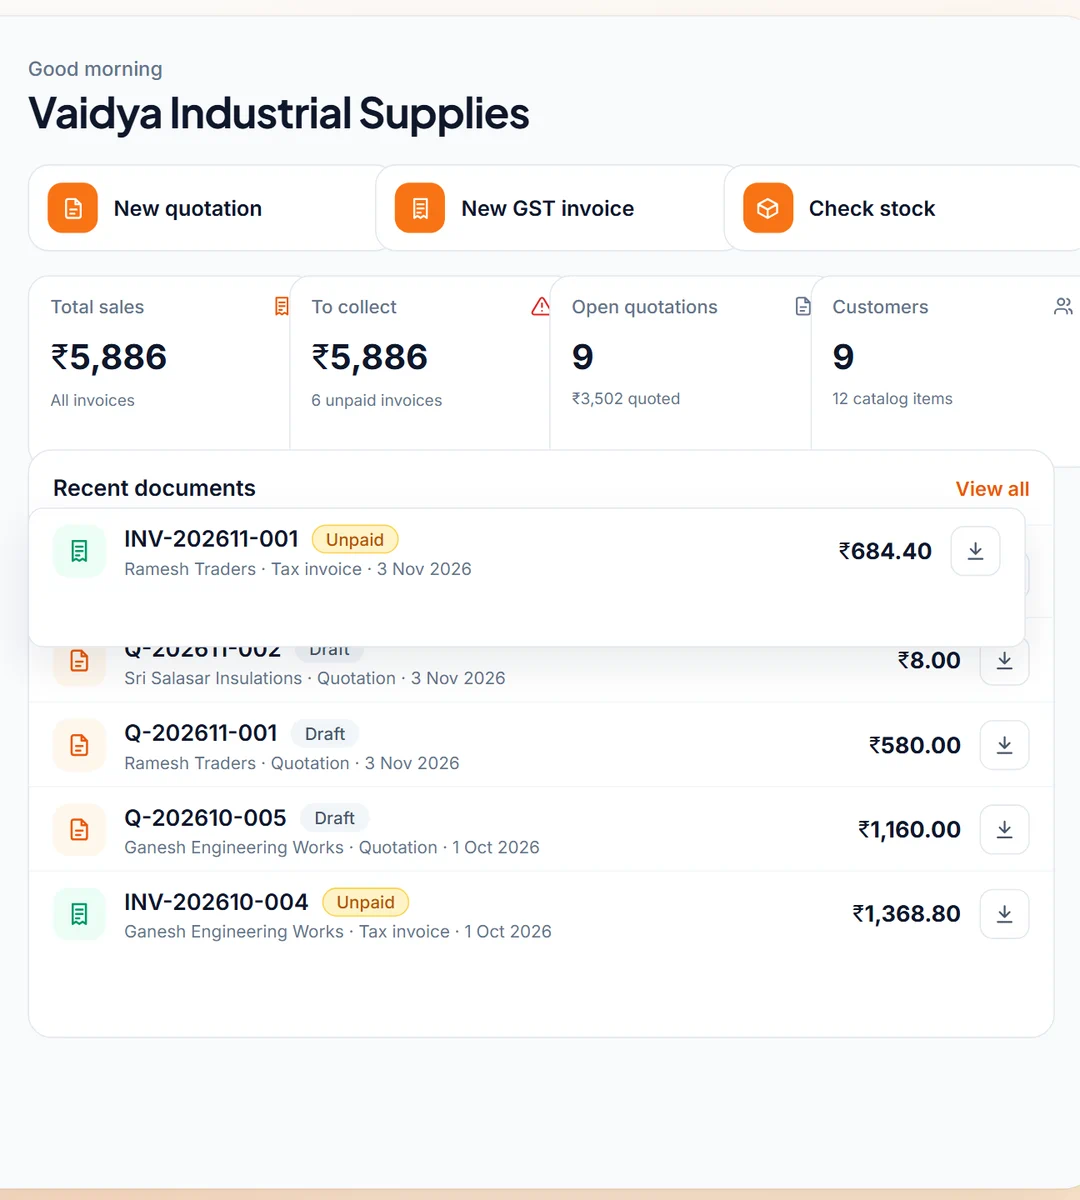 Good morning
Vaidya Industrial Supplies
New quotation
New GST invoice
Check stock
Total sales
₹5,886
All invoices
To collect
₹5,886
6 unpaid invoices
Open quotations
9
₹3,502 quoted
Customers
9
12 catalog items
Recent documents
View all
INV-202611-001 Unpaid
Ramesh Traders · Tax invoice · 3 Nov 2026
₹684.40
Q-202611-002 Draft
Sri Salasar Insulations · Quotation · 3 Nov 2026
₹8.00
Q-202611-001 Draft
Ramesh Traders · Quotation · 3 Nov 2026
₹580.00
Q-202610-005 Draft
Ganesh Engineering Works · Quotation · 1 Oct 2026
₹1,160.00
INV-202610-004 Unpaid
Ganesh Engineering Works · Tax invoice · 1 Oct 2026
₹1,368.80